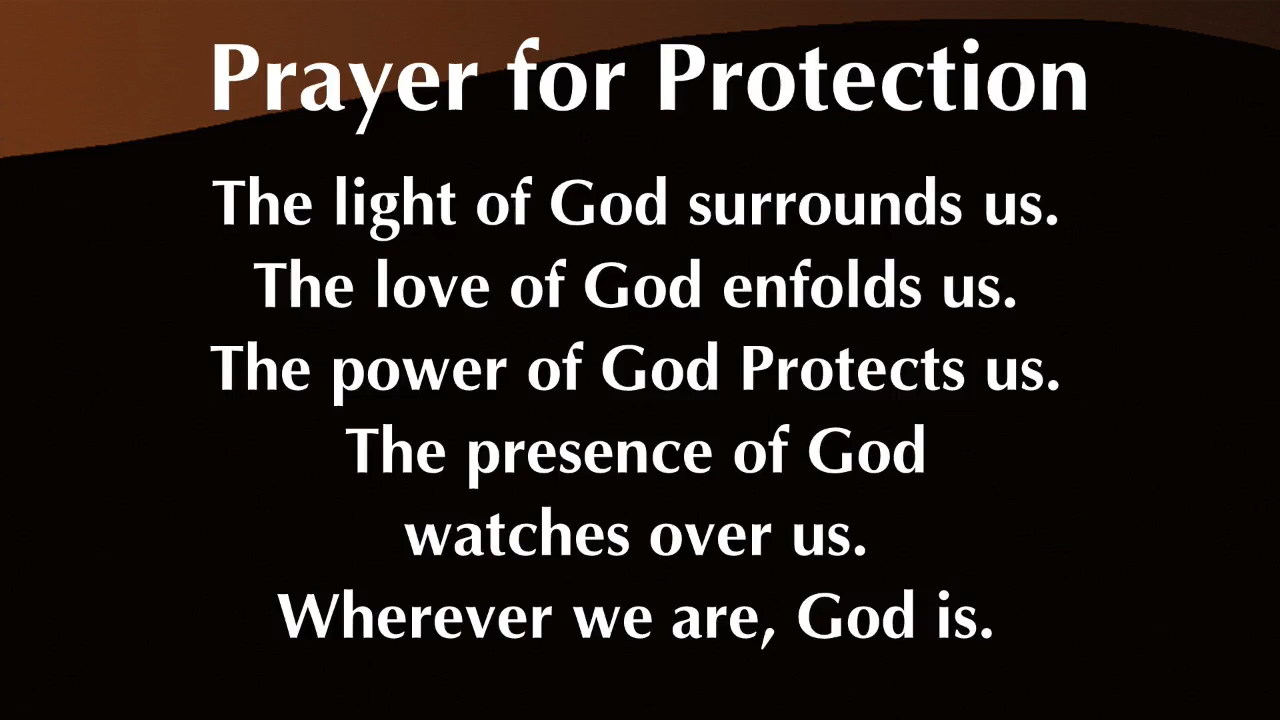 Prayer for Protection
The light of God surrounds us.
The love of God enfolds us.
The power of God Protects us.
The presence of God
watches over us.
Wherever we are, God is.